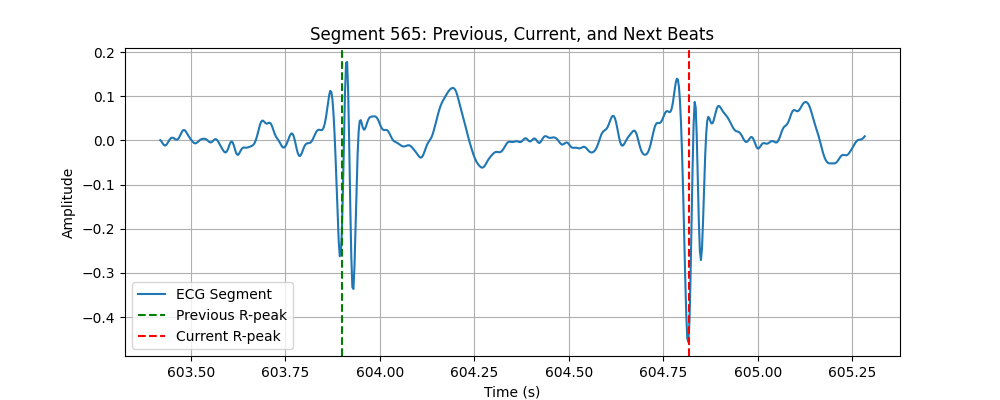 Segment 565: Previous, Current, and Next Beats
0.2
0.1
0.0
−0.1
−0.2
−0.3
−0.4
Amplitude
ECG Segment
Previous R-peak
Current R-peak
603.50 603.75 604.00 604.25 604.50 604.75 605.00 605.25
Time (s)